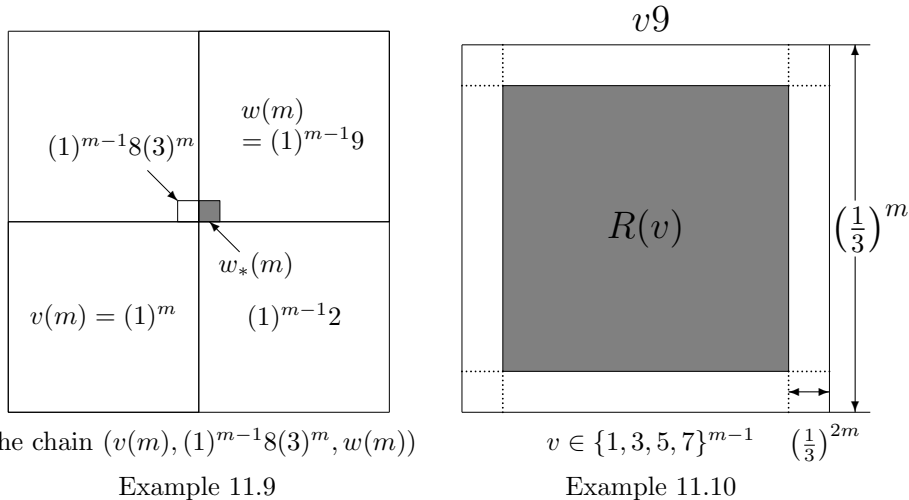 w(m)
= (1)^{m−1}9
(1)^{m−1}8(3)^m
w_*(m)
v(m) = (1)^m
(1)^{m−1}2
he chain (v(m), (1)^{m−1}8(3)^m, w(m))
Example 11.9
v9
R(v)
(1/3)^m
v ∈ {1, 3, 5, 7}^{m−1}
(1/3)^{2m}
Example 11.10